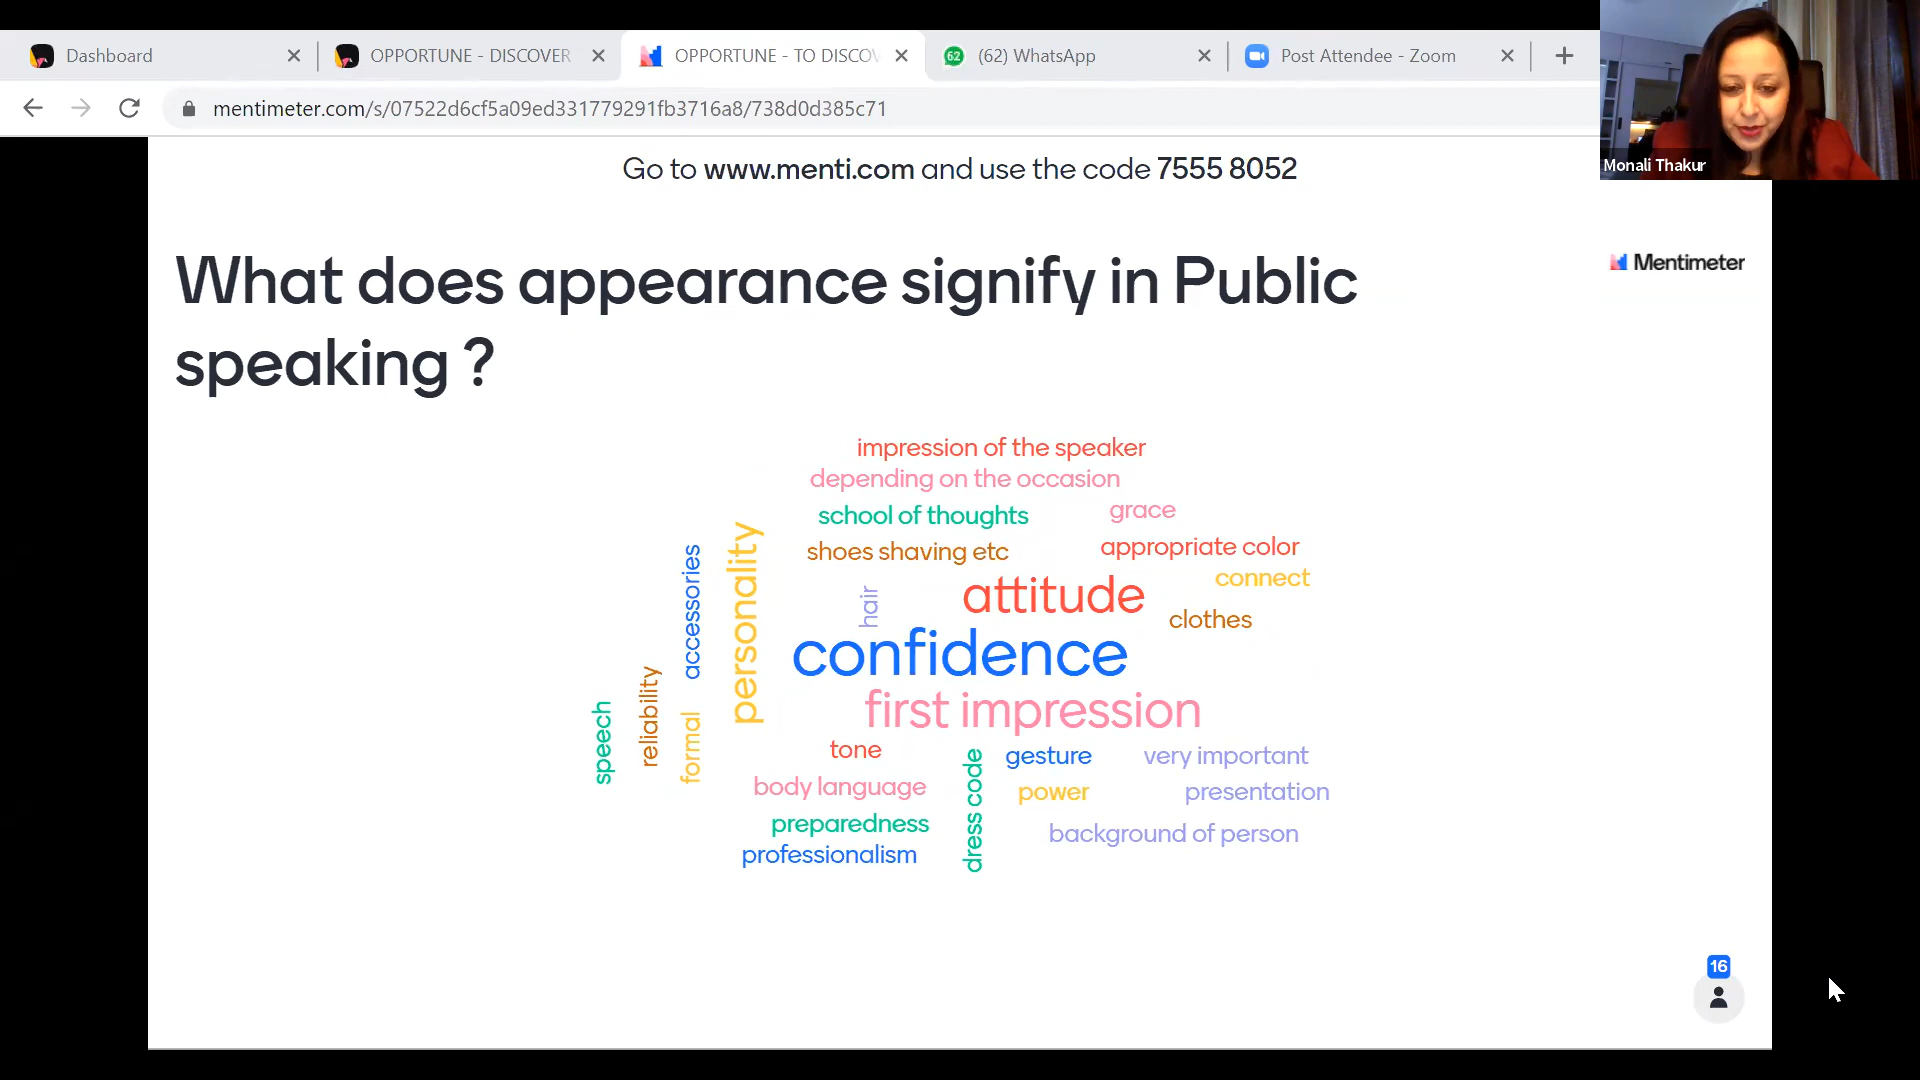 Dashboard
OPPORTUNE - DISCOVER
OPPORTUNE - TO DISCOV
62
(62) WhatsApp
Post Attendee - Zoom
mentimeter.com/s/07522d6cf5a09ed331779291fb3716a8/738d0d385c71
Monali Thakur
Go to www.menti.com and use the code 7555 8052
What does appearance signify in Public
speaking ?
Mentimeter
impression of the speaker
depending on the occasion
school of thoughts
grace
shoes shaving etc
appropriate color
connect
accessories
personality
hair
attitude
clothes
confidence
first impression
speech
reliability
formal
tone
dress code
gesture
very important
body language
power
presentation
preparedness
background of person
professionalism
16